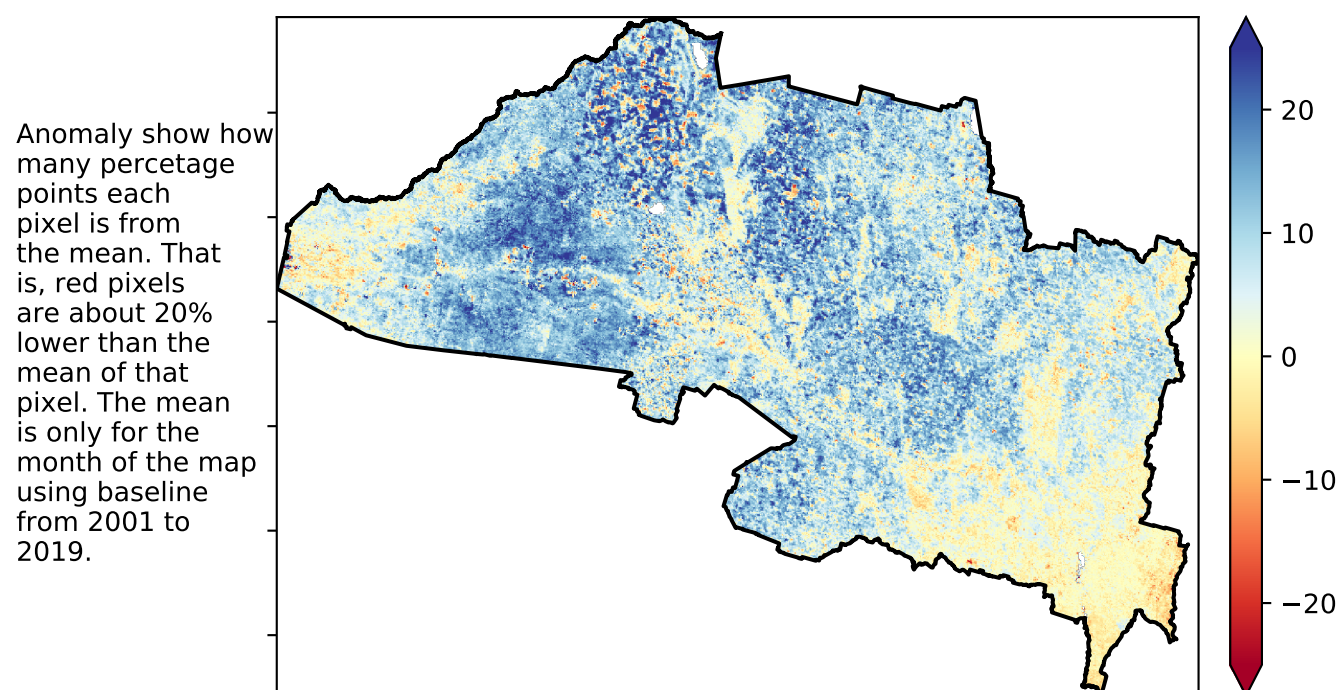 Anomaly show how
many percetage
points each
pixel is from
the mean. That
is, red pixels
are about 20%
lower than the
mean of that
pixel. The mean
is only for the
month of the map
using baseline
from 2001 to
2019.
20
10
0
−10
−20